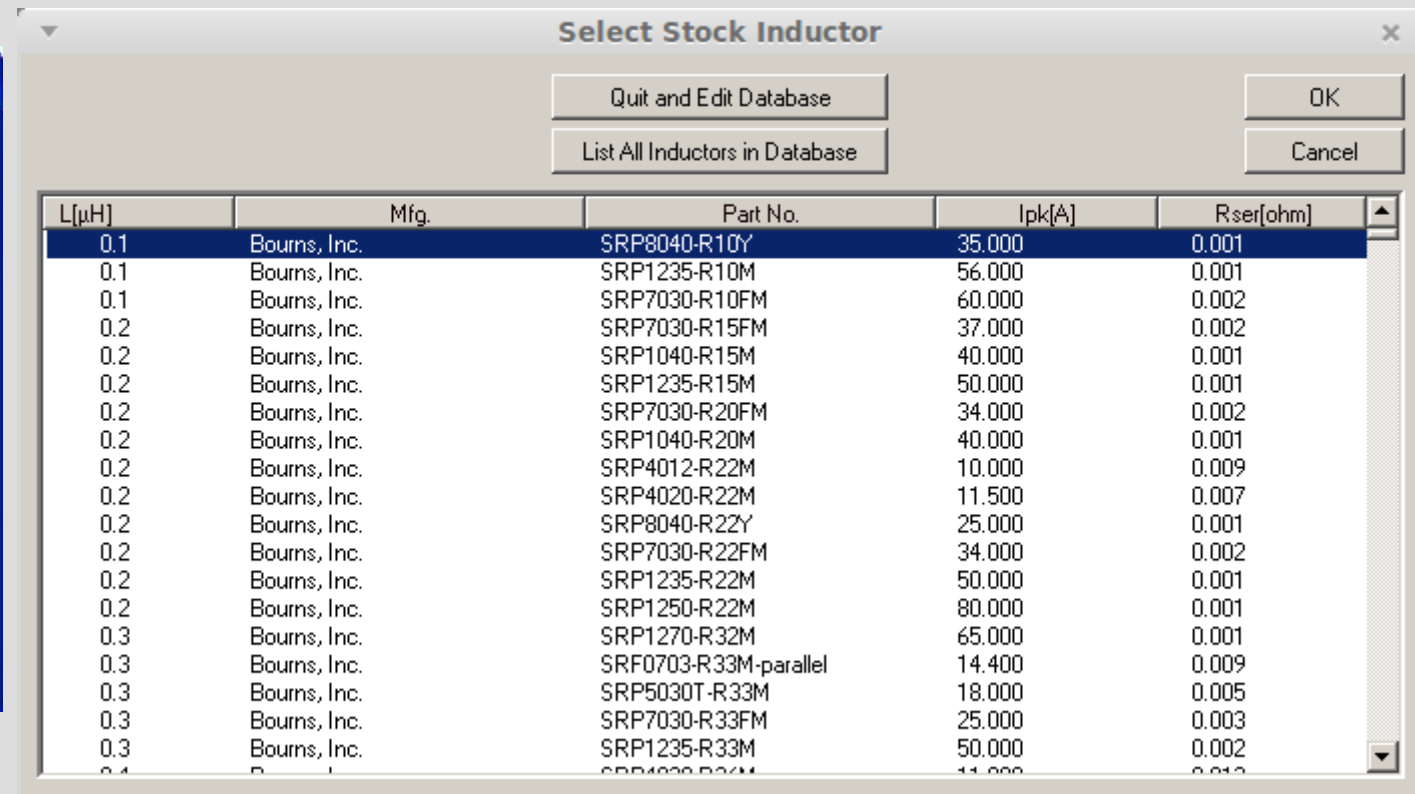 Select Stock Inductor
Quit and Edit Database
OK
List All Inductors in Database
Cancel
L[µH] Mfg. Part No. Ipk[A] Rser[ohm]
0.1 Bourns, Inc. SRP8040-R10Y 35.000 0.001
0.1 Bourns, Inc. SRP1235-R10M 56.000 0.001
0.1 Bourns, Inc. SRP7030-R10FM 60.000 0.002
0.2 Bourns, Inc. SRP7030-R15FM 37.000 0.002
0.2 Bourns, Inc. SRP1040-R15M 40.000 0.001
0.2 Bourns, Inc. SRP1235-R15M 50.000 0.001
0.2 Bourns, Inc. SRP7030-R20FM 34.000 0.002
0.2 Bourns, Inc. SRP1040-R20M 40.000 0.001
0.2 Bourns, Inc. SRP4012-R22M 10.000 0.009
0.2 Bourns, Inc. SRP4020-R22M 11.500 0.007
0.2 Bourns, Inc. SRP8040-R22Y 25.000 0.001
0.2 Bourns, Inc. SRP7030-R22FM 34.000 0.002
0.2 Bourns, Inc. SRP1235-R22M 50.000 0.001
0.2 Bourns, Inc. SRP1250-R22M 80.000 0.001
0.3 Bourns, Inc. SRP1270-R32M 65.000 0.001
0.3 Bourns, Inc. SRF0703-R33M-parallel 14.400 0.009
0.3 Bourns, Inc. SRP5030T-R33M 18.000 0.005
0.3 Bourns, Inc. SRP7030-R33FM 25.000 0.003
0.3 Bourns, Inc. SRP1235-R33M 50.000 0.002